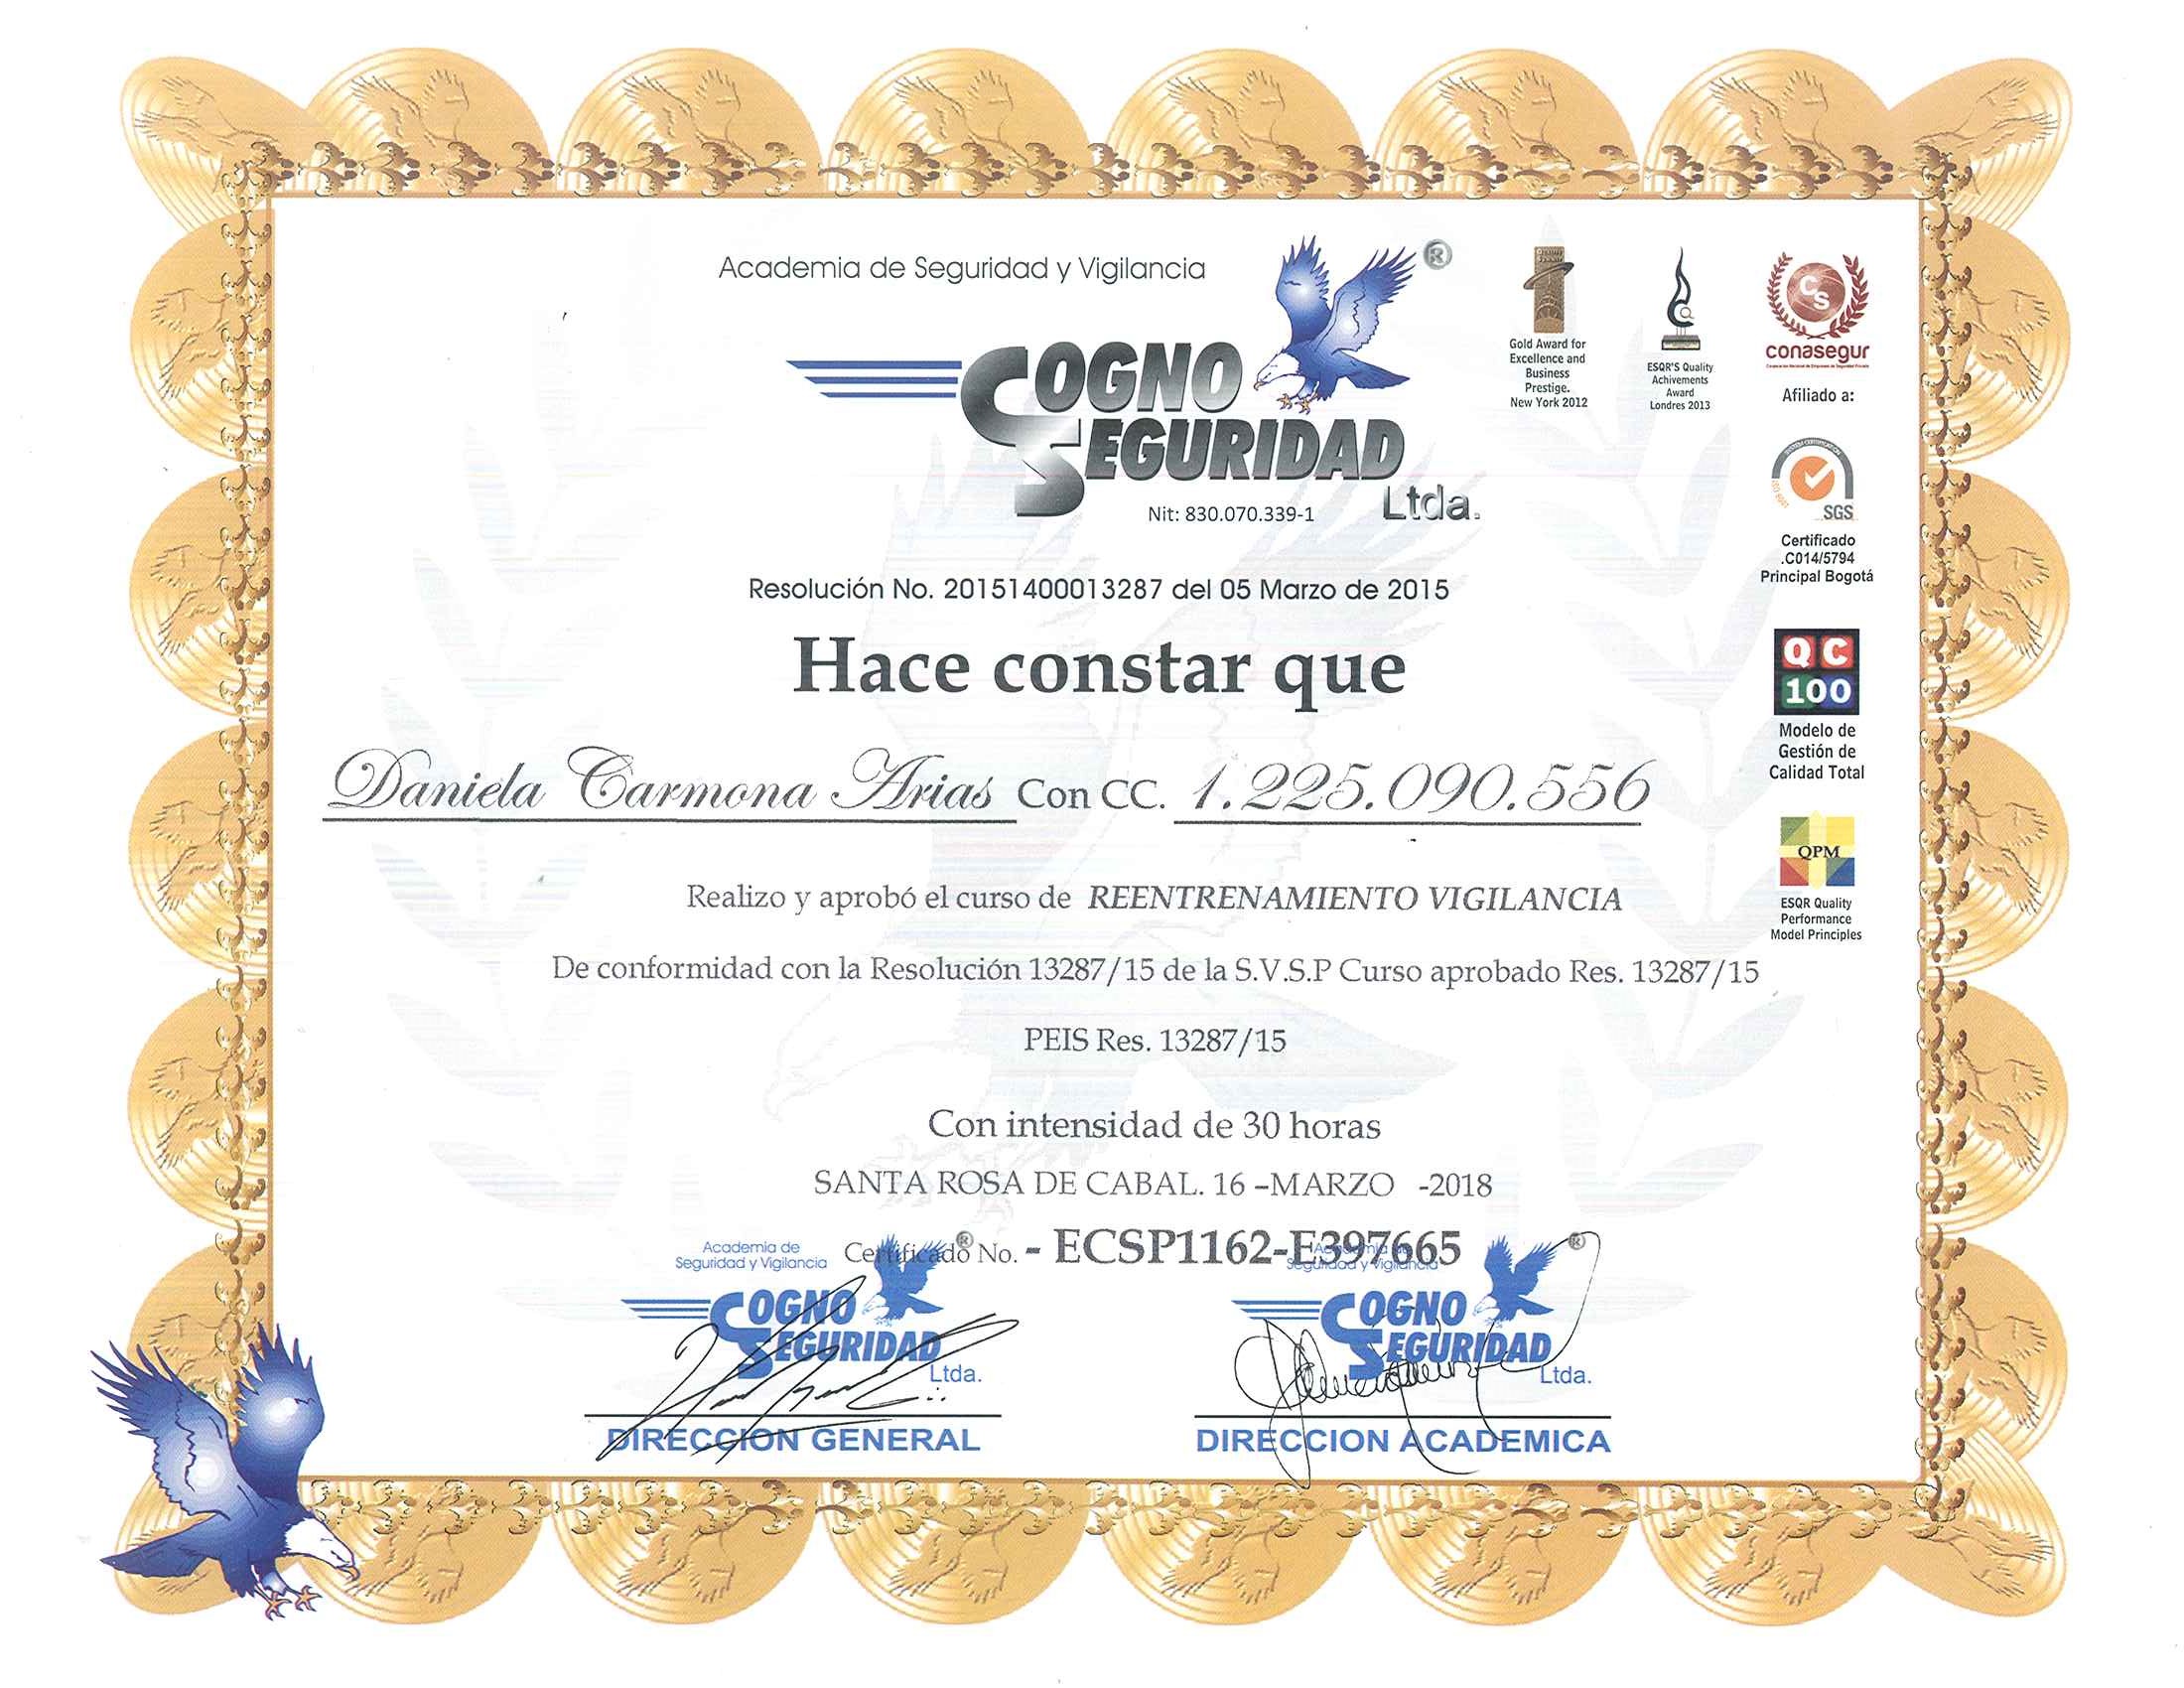 Academia de Seguridad y Vigilancia
®
COGNO
SEGURIDAD
Ltda.
Nit: 830.070.339-1
Gold Award for
Excellence and
Business
Prestige.
New York 2012
ESQR'S Quality
Achivements
Award
Londres 2013
CS
conasegur
Afiliado a:
SGS
Certificado
.C014/5794
Principal Bogotá
Resolución No. 20151400013287 del 05 Marzo de 2015
Hace constar que
QC
100
Modelo de
Gestión de
Calidad Total
Daniela Carmona Arias Con CC. 1.225.090.556
QPM
ESQR Quality
Performance
Model Principles
Realizo y aprobó el curso de REENTRENAMIENTO VIGILANCIA
De conformidad con la Resolución 13287/15 de la S.V.S.P Curso aprobado Res. 13287/15
PEIS Res. 13287/15
Con intensidad de 30 horas
SANTA ROSA DE CABAL. 16 –MARZO -2018
Certificado No. - ECSP1162-E397665
Academia de
Seguridad y Vigilancia
®
COGNO
SEGURIDAD
Ltda.
DIRECCION GENERAL
Academia de
Seguridad y Vigilancia
®
COGNO
SEGURIDAD
Ltda.
DIRECCION ACADEMICA